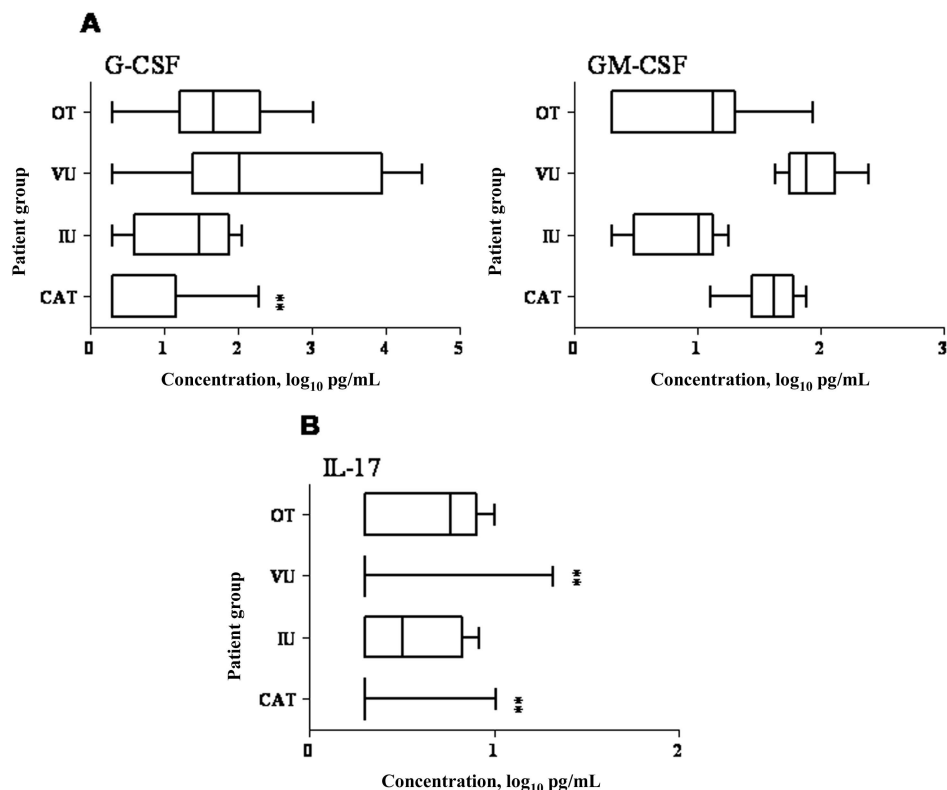 A
G-CSF
OT
VU
IU
CAT
Patient group
**
0 1 2 3 4 5
Concentration, log10 pg/mL
GM-CSF
OT
VU
IU
CAT
Patient group
0 1 2 3
Concentration, log10 pg/mL
B
IL-17
OT
VU
**
IU
CAT
**
Patient group
0 1 2
Concentration, log10 pg/mL